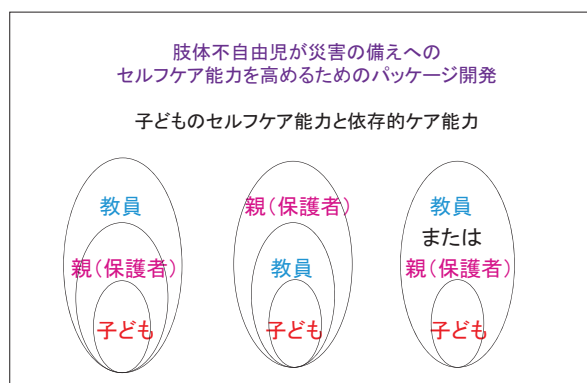 肢体不自由児が災害の備えへの
セルフケア能力を高めるためのパッケージ開発
子どものセルフケア能力と依存的ケア能力
教員
親(保護者)
子ども
親(保護者)
教員
子ども
教員
または
親(保護者)
子ども